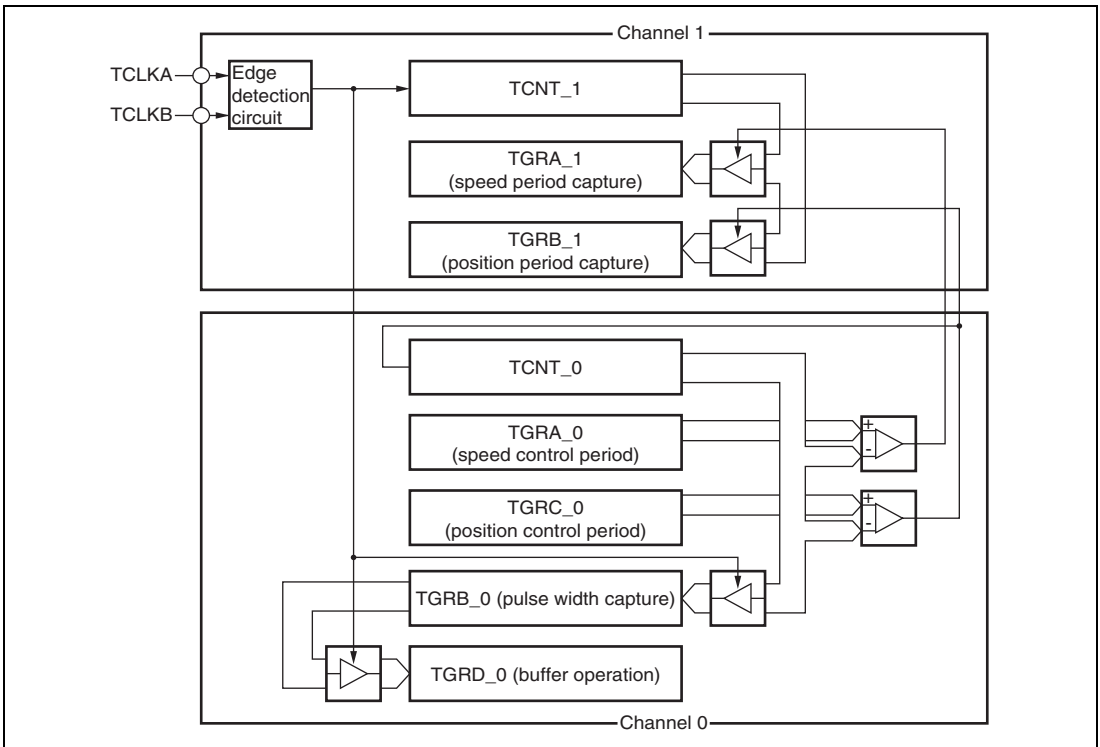 Channel 1
TCLKA
TCLKB
Edge
detection
circuit
TCNT_1
TGRA_1
(speed period capture)
TGRB_1
(position period capture)
TCNT_0
TGRA_0
(speed control period)
+
-
TGRC_0
(position control period)
+
-
TGRB_0 (pulse width capture)
TGRD_0 (buffer operation)
Channel 0